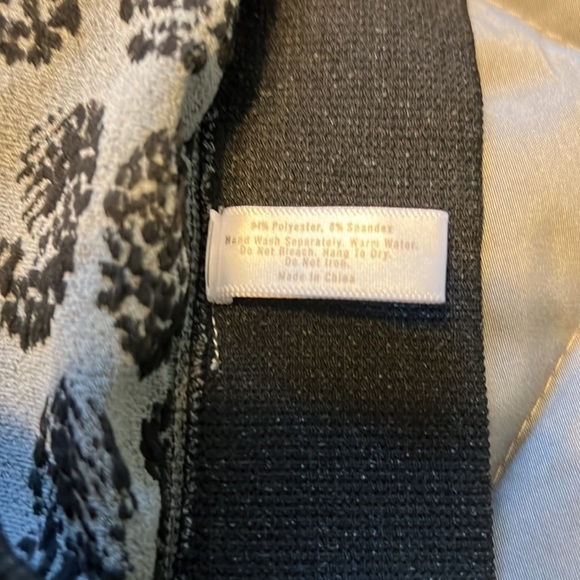 94% Polyester, 6% Spandex
Hand Wash Separately. Warm Water.
Do Not Bleach. Hang To Dry.
Do Not Iron.
Made in China